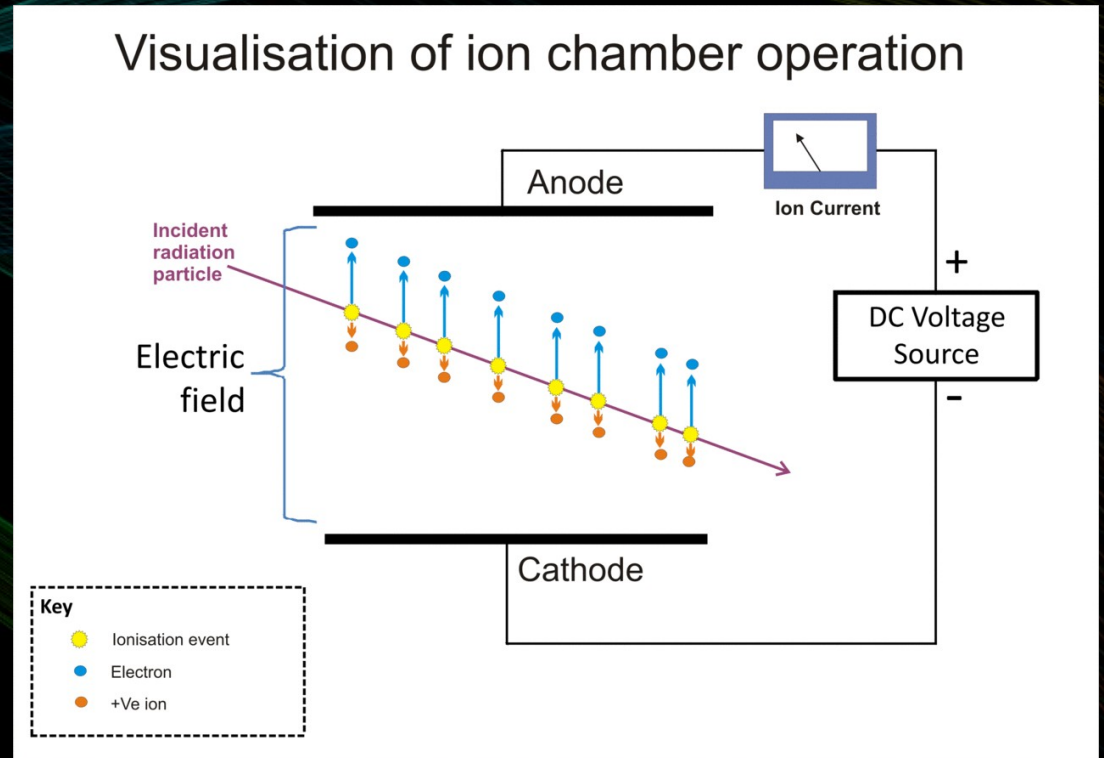 Visualisation of ion chamber operation
Anode
Ion Current
Incident
radiation
particle
+
DC Voltage
Source
-
Electric
field
Cathode
Key
Ionisation event
Electron
+Ve ion